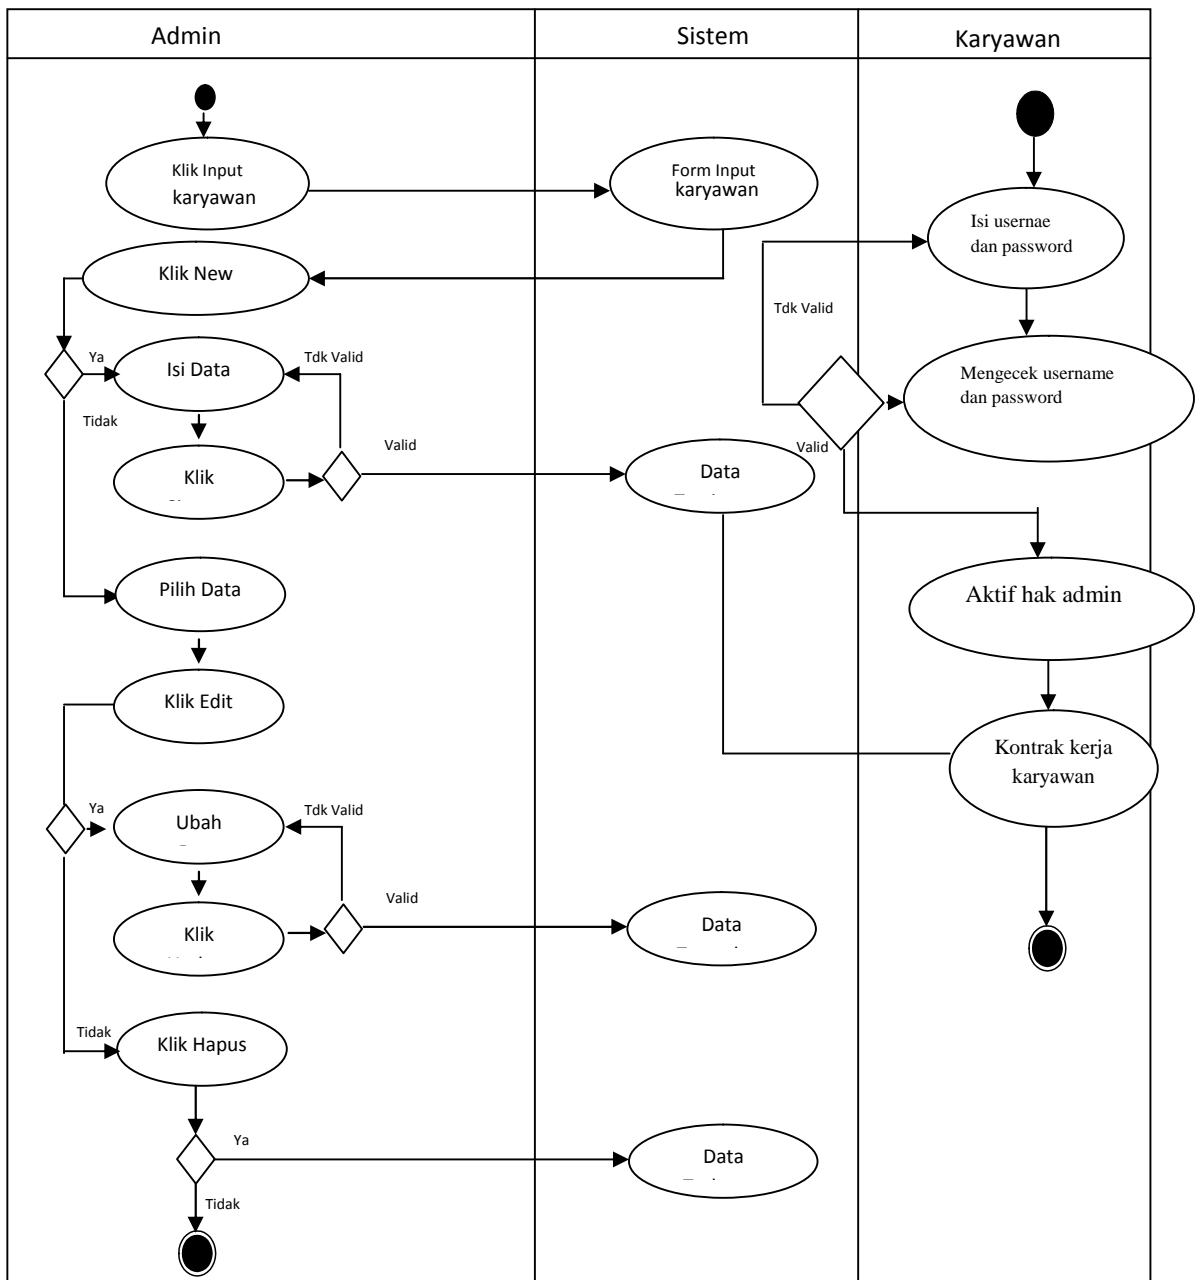 Admin
Sistem
Karyawan
Klik Input
karyawan
Form Input
karyawan
Isi usernae
dan password
Klik New
Tdk Valid
Ya
Isi Data
Tdk Valid
Mengecek username
dan password
Tidak
Valid
Valid
Klik
Data
Pilih Data
Aktif hak admin
Klik Edit
Kontrak kerja
karyawan
Ya
Ubah
Tdk Valid
Valid
Klik
Data
Tidak
Klik Hapus
Ya
Data
Tidak